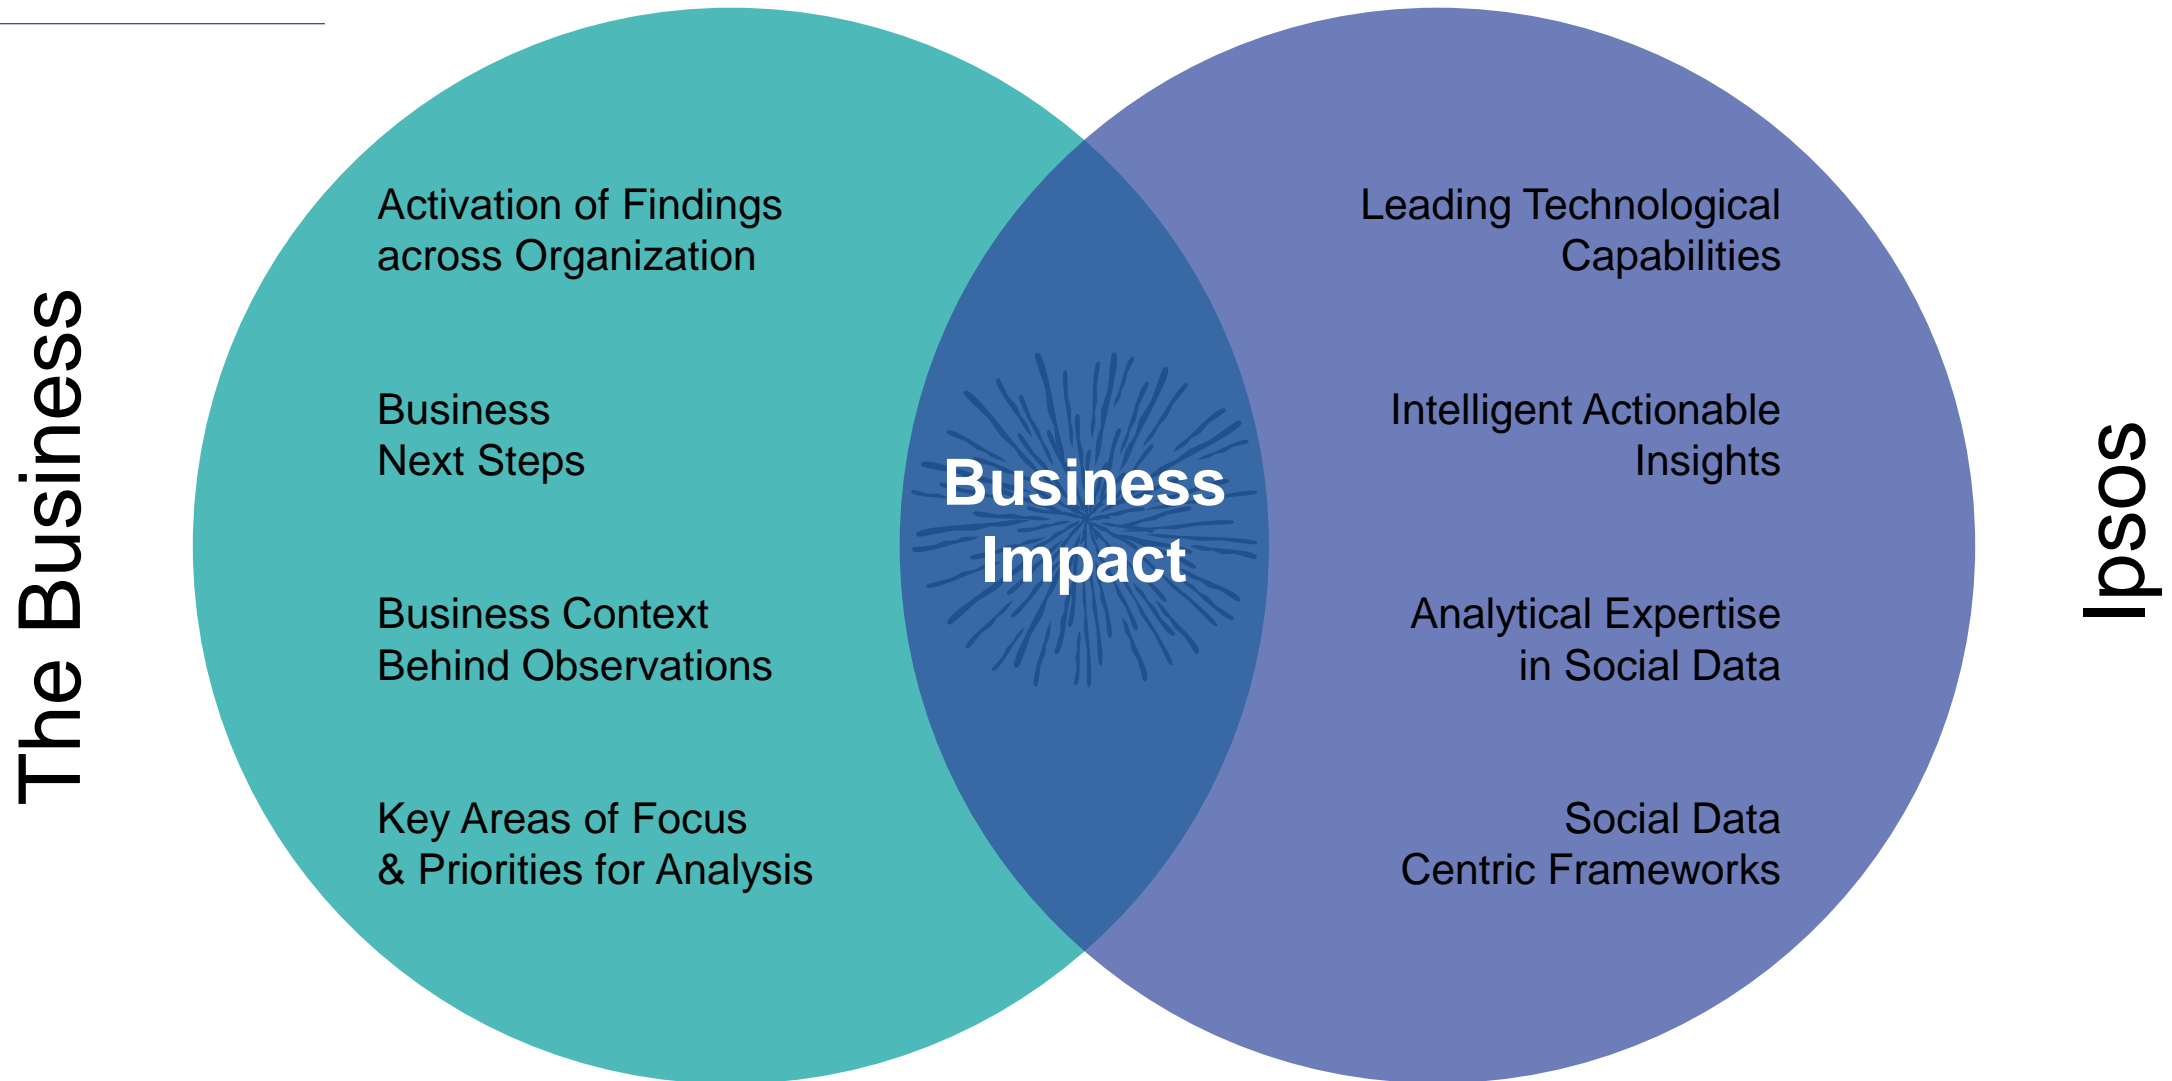 The Business
Activation of Findings
across Organization
Business
Next Steps
Business Context
Behind Observations
Key Areas of Focus
& Priorities for Analysis
Business
Impact
Leading Technological
Capabilities
Intelligent Actionable
Insights
Analytical Expertise
in Social Data
Social Data
Centric Frameworks
Ipsos